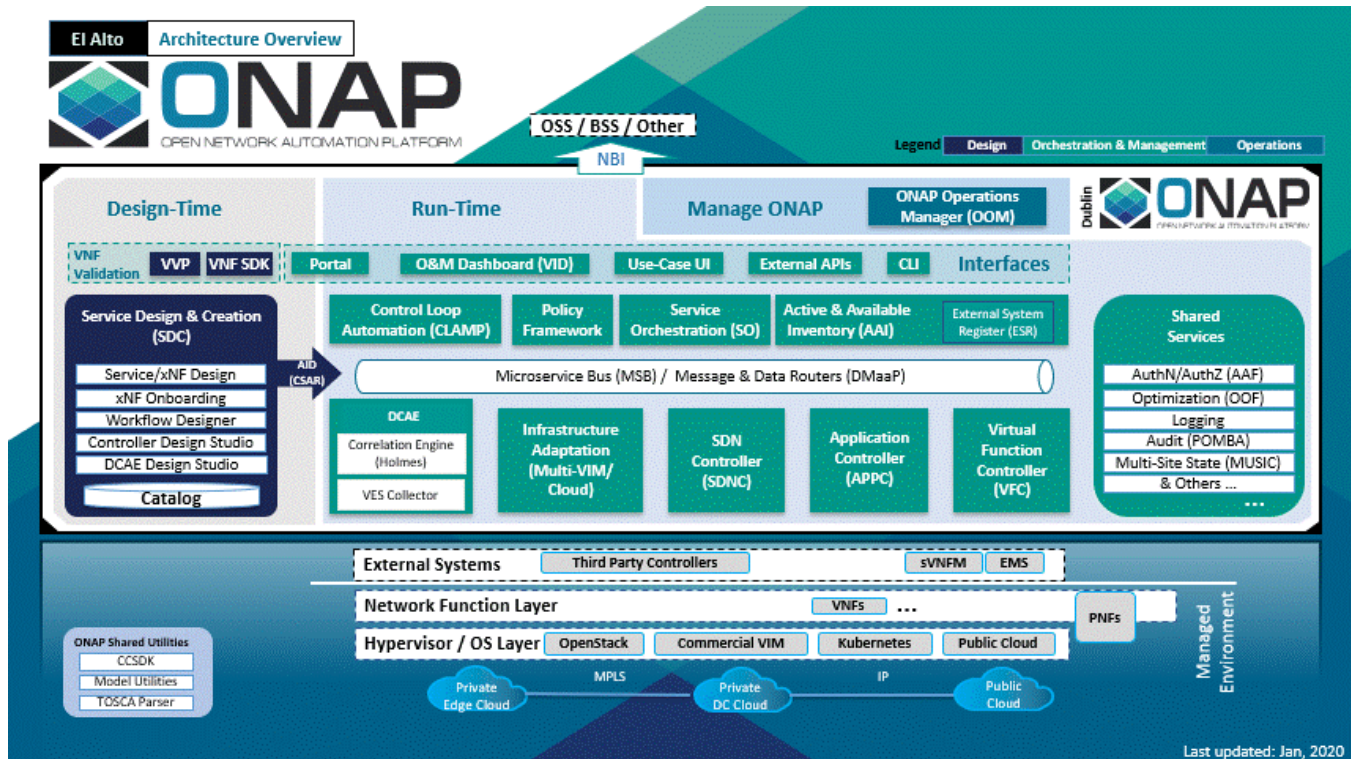 El Alto
Architecture Overview
ONAP
OPEN NETWORK AUTOMATION PLATFORM
OSS / BSS / Other
NBI
Legend
Design
Orchestration & Management
Operations
Design-Time
Run-Time
Manage ONAP
ONAP Operations
Manager (OOM)
Dublin
ONAP
OPEN NETWORK AUTOMATION PLATFORM
VNF
Validation
VVP
VNF SDK
Portal
O&M Dashboard (VID)
Use-Case UI
External APIs
CLI
Interfaces
Service Design & Creation
(SDC)
Service/xNF Design
xNF Onboarding
Workflow Designer
Controller Design Studio
DCAE Design Studio
Catalog
AID
(CSAR)
Control Loop
Automation (CLAMP)
Policy
Framework
Service
Orchestration (SO)
Active & Available
Inventory (AAI)
External System
Register (ESR)
Microservice Bus (MSB) / Message & Data Routers (DMaaP)
DCAE
Correlation Engine
(Holmes)
VES Collector
Infrastructure
Adaptation
(Multi-VIM/
Cloud)
SDN
Controller
(SDNC)
Application
Controller
(APPC)
Virtual
Function
Controller
(VFC)
Shared
Services
AuthN/AuthZ (AAF)
Optimization (OOF)
Logging
Audit (POMBA)
Multi-Site State (MUSIC)
& Others ...
...
External Systems
Third Party Controllers
sVNFM
EMS
Network Function Layer
VNFs
...
PNFs
Hypervisor / OS Layer
OpenStack
Commercial VIM
Kubernetes
Public Cloud
Managed
Environment
ONAP Shared Utilities
CCSDK
Model Utilities
TOSCA Parser
Private
Edge Cloud
MPLS
Private
DC Cloud
IP
Public
Cloud
Last updated: Jan, 2020